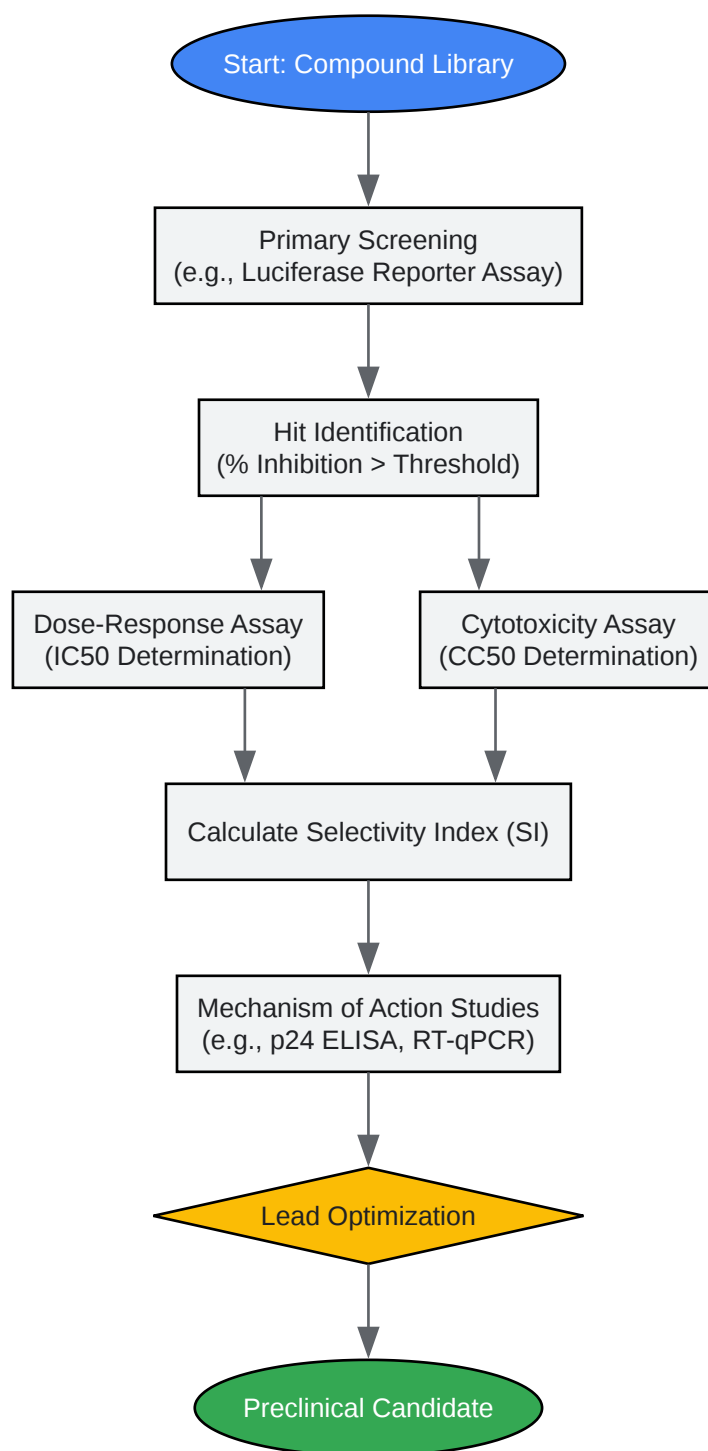 Start: Compound Library
Primary Screening
(e.g., Luciferase Reporter Assay)
Hit Identification
(% Inhibition > Threshold)
Dose-Response Assay
(IC50 Determination)
Cytotoxicity Assay
(CC50 Determination)
Calculate Selectivity Index (SI)
Mechanism of Action Studies
(e.g., p24 ELISA, RT-qPCR)
Lead Optimization
Preclinical Candidate